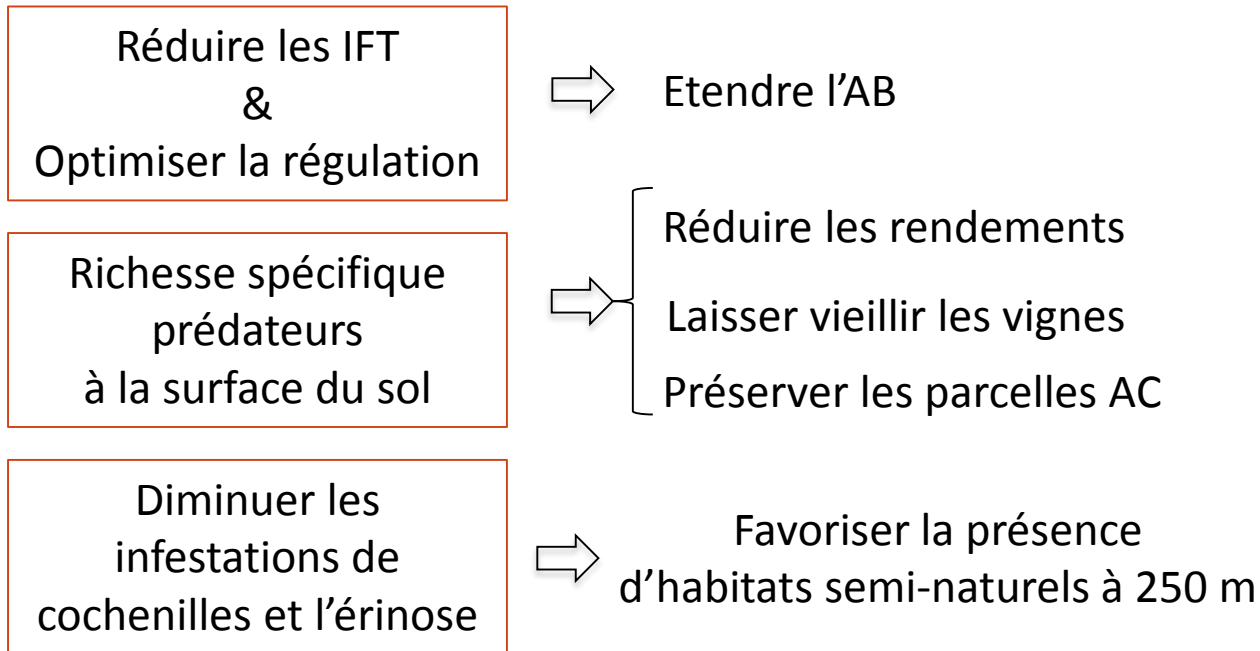 Réduire les IFT
&
Optimiser la régulation
Etendre l’AB
Richesse spécifique
prédateurs
à la surface du sol
Réduire les rendements
Laisser vieillir les vignes
Préserver les parcelles AC
Diminuer les
infestations de
cochenilles et l’érinose
Favoriser la présence
d’habitats semi-naturels à 250 m